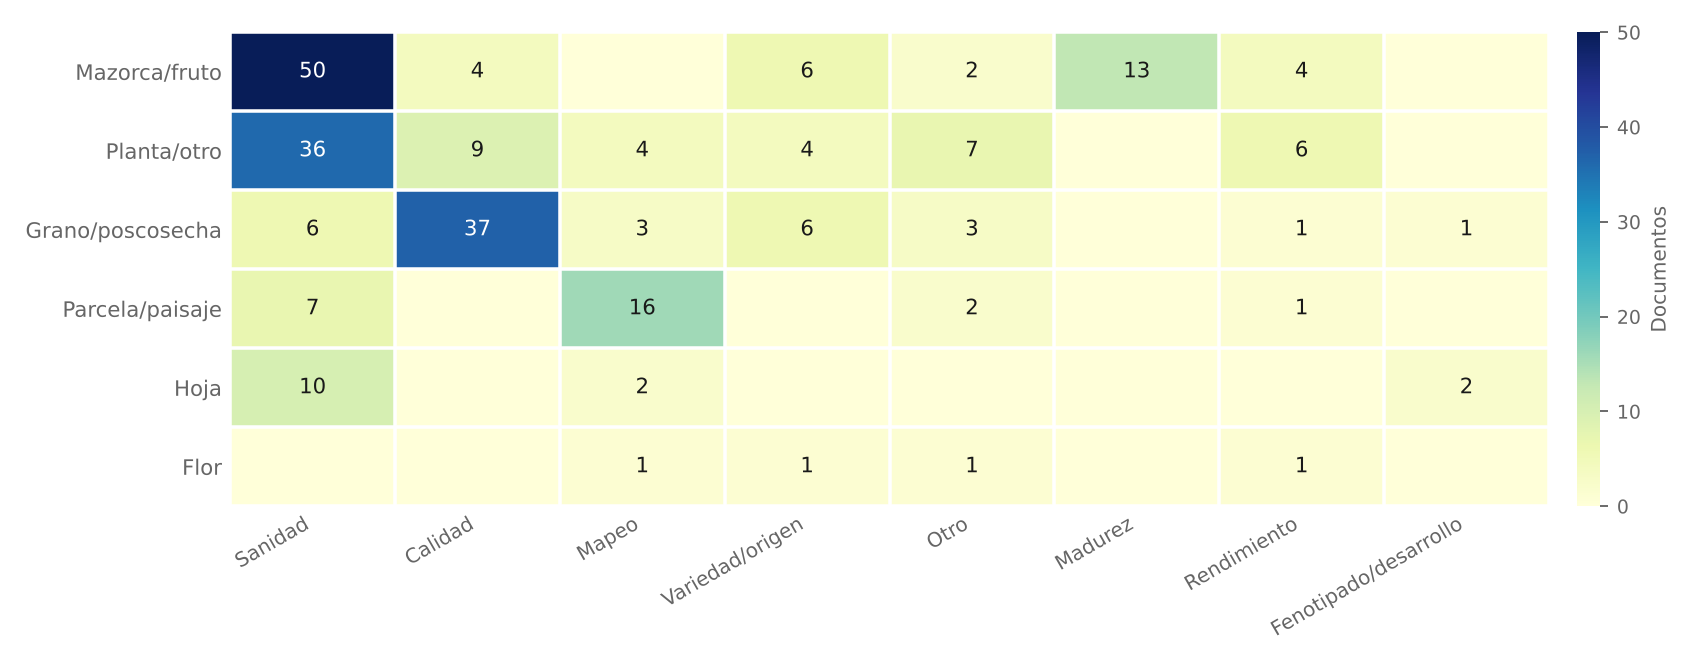 Mazorca/fruto 50 4 6 2 13 4
Planta/otro 36 9 4 4 7 6
Grano/poscosecha 6 37 3 6 3 1 1
Parcela/paisaje 7 16 2 1
Hoja 10 2 2
Flor 1 1 1 1
Sanidad Calidad Mapeo Variedad/origen Otro Madurez Rendimiento Fenotipado/desarrollo
50
40
30
20
10
0
Documentos